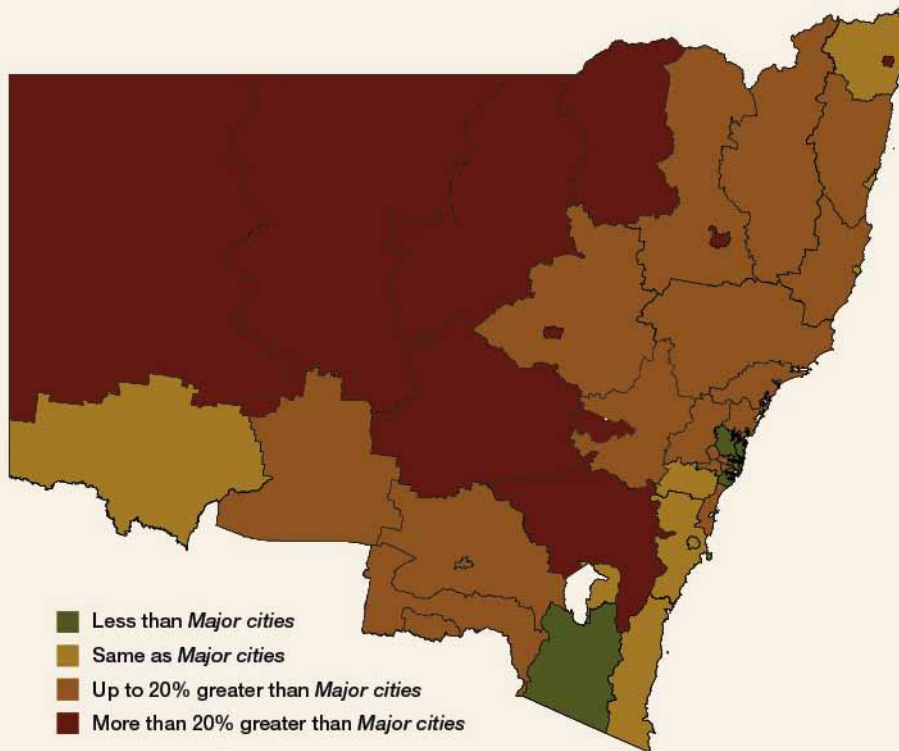 Less than Major cities
Same as Major cities
Up to 20% greater than Major cities
More than 20% greater than Major cities